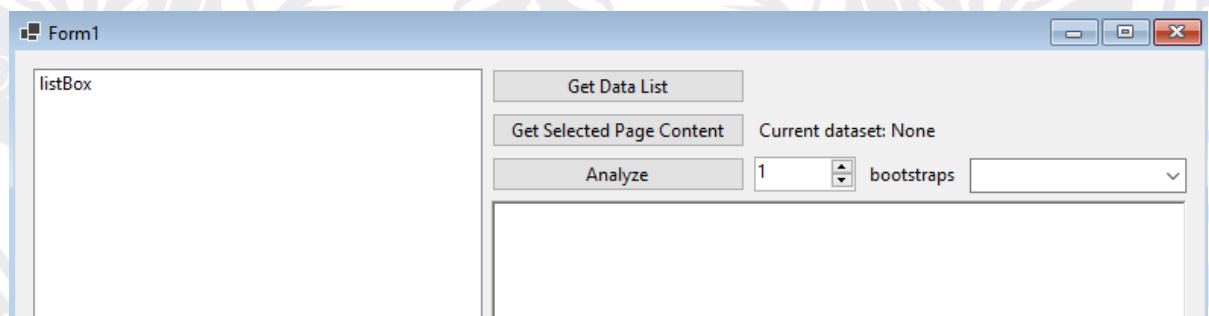 Form1
listBox
Get Data List
Get Selected Page Content
Current dataset: None
Analyze
1
bootstraps